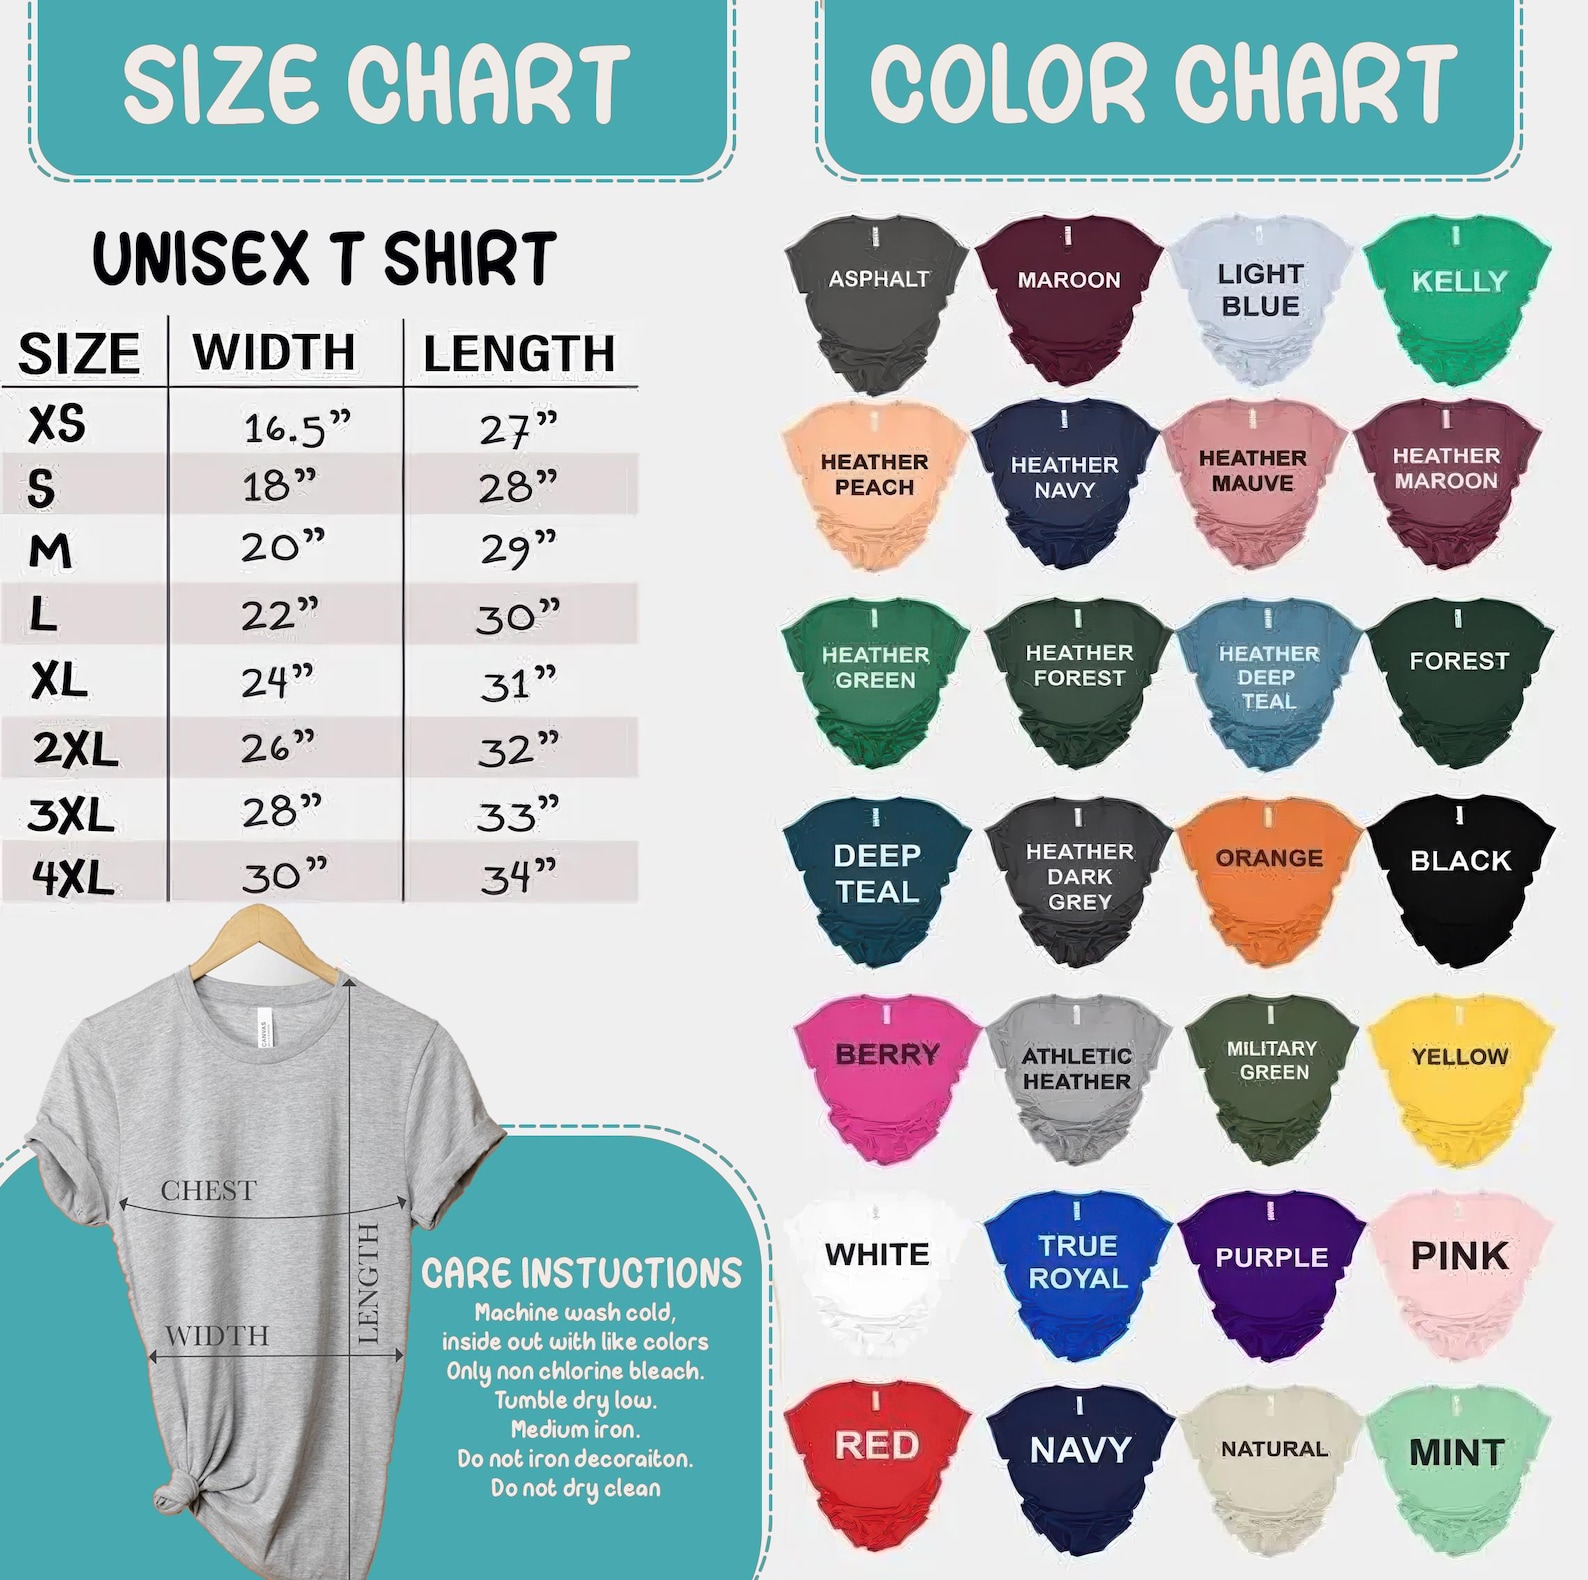 SIZE CHART
UNISEX T SHIRT
SIZE WIDTH LENGTH
XS 16.5” 27”
S 18” 28”
M 20” 29”
L 22” 30”
XL 24” 31”
2XL 26” 32”
3XL 28” 33”
4XL 30” 34”
CANVAS
CHEST
LENGTH
WIDTH
CARE INSTUCTIONS
Machine wash cold,
inside out with like colors
Only non chlorine bleach.
Tumble dry low.
Medium iron.
Do not iron decoraiton.
Do not dry clean
COLOR CHART
ASPHALT
MAROON
LIGHT
BLUE
KELLY
HEATHER
PEACH
HEATHER
NAVY
HEATHER
MAUVE
HEATHER
MAROON
HEATHER
GREEN
HEATHER
FOREST
HEATHER
DEEP
TEAL
FOREST
DEEP
TEAL
HEATHER
DARK
GREY
ORANGE
BLACK
BERRY
ATHLETIC
HEATHER
MILITARY
GREEN
YELLOW
WHITE
TRUE
ROYAL
PURPLE
PINK
RED
NAVY
NATURAL
MINT